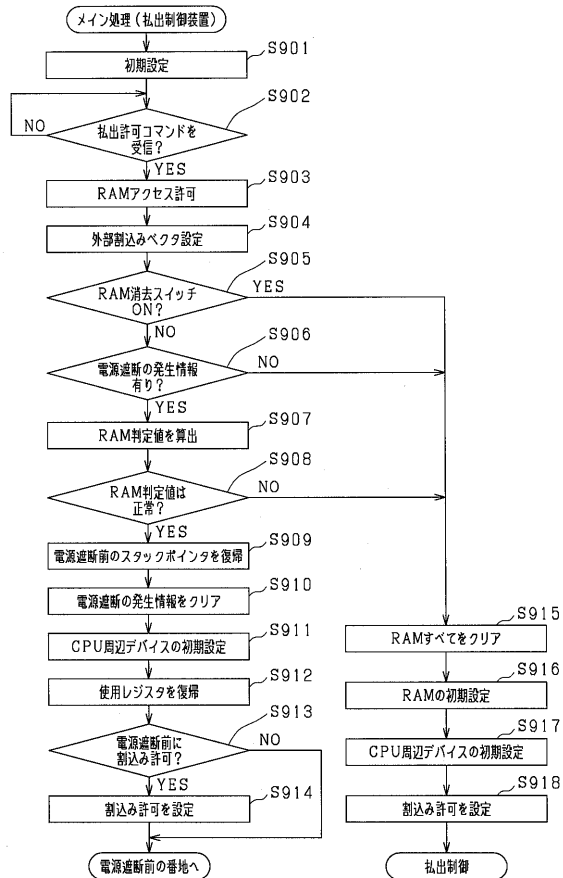 メイン処理(払出制御装置)
S901
初期設定
S902
払出許可コマンドを
受信?
NO
YES
S903
RAMアクセス許可
S904
外部割込みベクタ設定
S905
RAM消去スイッチ
ON?
YES
NO
S906
電源遮断の発生情報
有り?
NO
YES
S907
RAM判定値を算出
S908
RAM判定値は
正常?
NO
YES
S909
電源遮断前のスタックポインタを復帰
S910
電源遮断の発生情報をクリア
S911
CPU周辺デバイスの初期設定
S912
使用レジスタを復帰
S913
電源遮断前に
割込み許可?
NO
YES
S914
割込み許可を設定
電源遮断前の番地へ
S915
RAMすべてをクリア
S916
RAMの初期設定
S917
CPU周辺デバイスの初期設定
S918
割込み許可を設定
払出制御